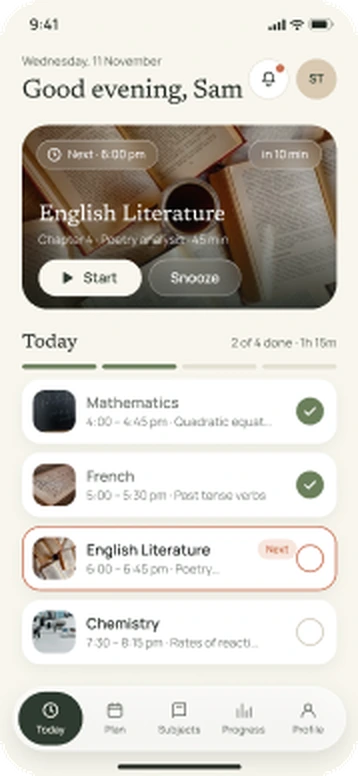 9:41
Wednesday, 11 November
Good evening, Sam
ST
Next · 6:00 pm
in 10 min
English Literature
Chapter 4 · Poetry analysis · 45 min
Start
Snooze
Today
2 of 4 done · 1h 15m
Mathematics
4:00 – 4:45 pm · Quadratic equat...
French
5:00 – 5:30 pm · Past tense verbs
English Literature
Next
6:00 – 6:45 pm · Poetry...
Chemistry
7:30 – 8:15 pm · Rates of reacti...
Today
Plan
Subjects
Progress
Profile